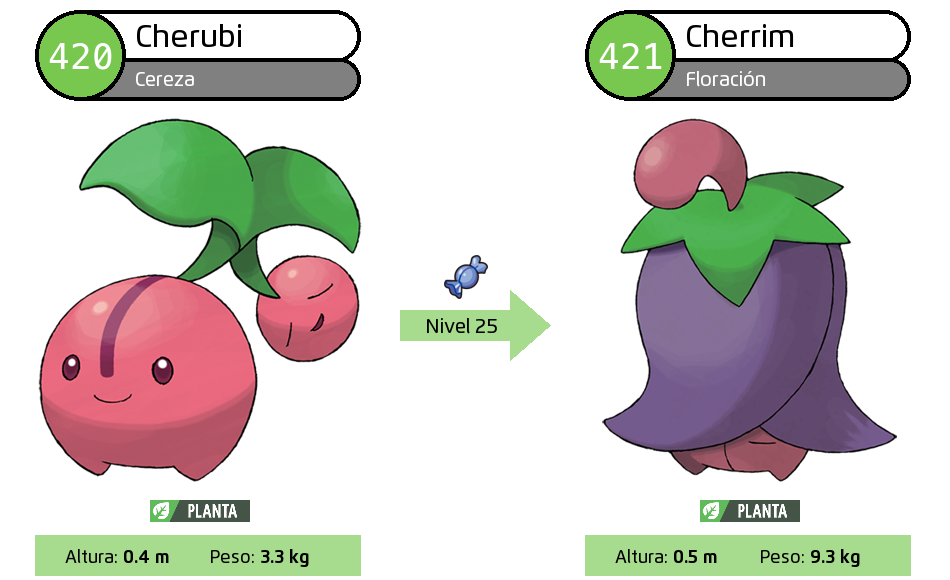 420
Cherubi
Cereza
421
Cherrim
Floración
Nivel 25
PLANTA
PLANTA
Altura: 0.4 m Peso: 3.3 kg
Altura: 0.5 m Peso: 9.3 kg